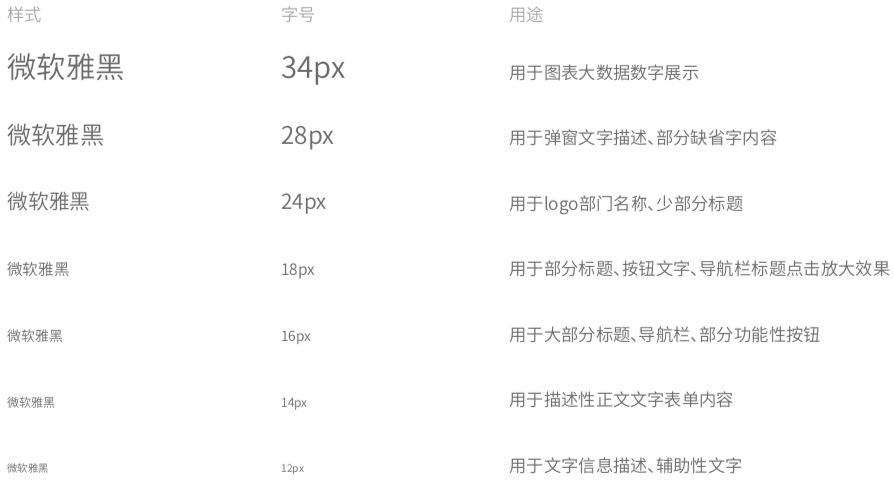 样式 字号 用途
微软雅黑 34px 用于图表大数据数字展示
微软雅黑 28px 用于弹窗文字描述、部分缺省字内容
微软雅黑 24px 用于logo部门名称、少部分标题
微软雅黑 18px 用于部分标题、按钮文字、导航栏标题点击放大效果
微软雅黑 16px 用于大部分标题、导航栏、部分功能性按钮
微软雅黑 14px 用于描述性正文文字表单内容
微软雅黑 12px 用于文字信息描述、辅助性文字